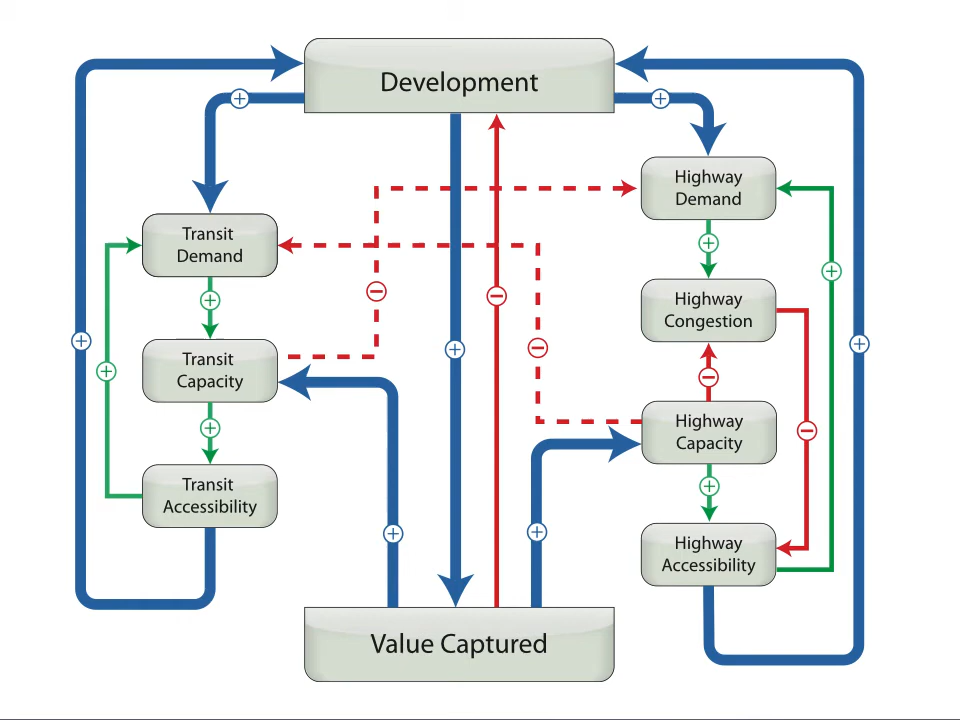 Development
Highway
Demand
Transit
Demand
Highway
Congestion
Transit
Capacity
Highway
Capacity
Transit
Accessibility
Highway
Accessibility
Value Captured